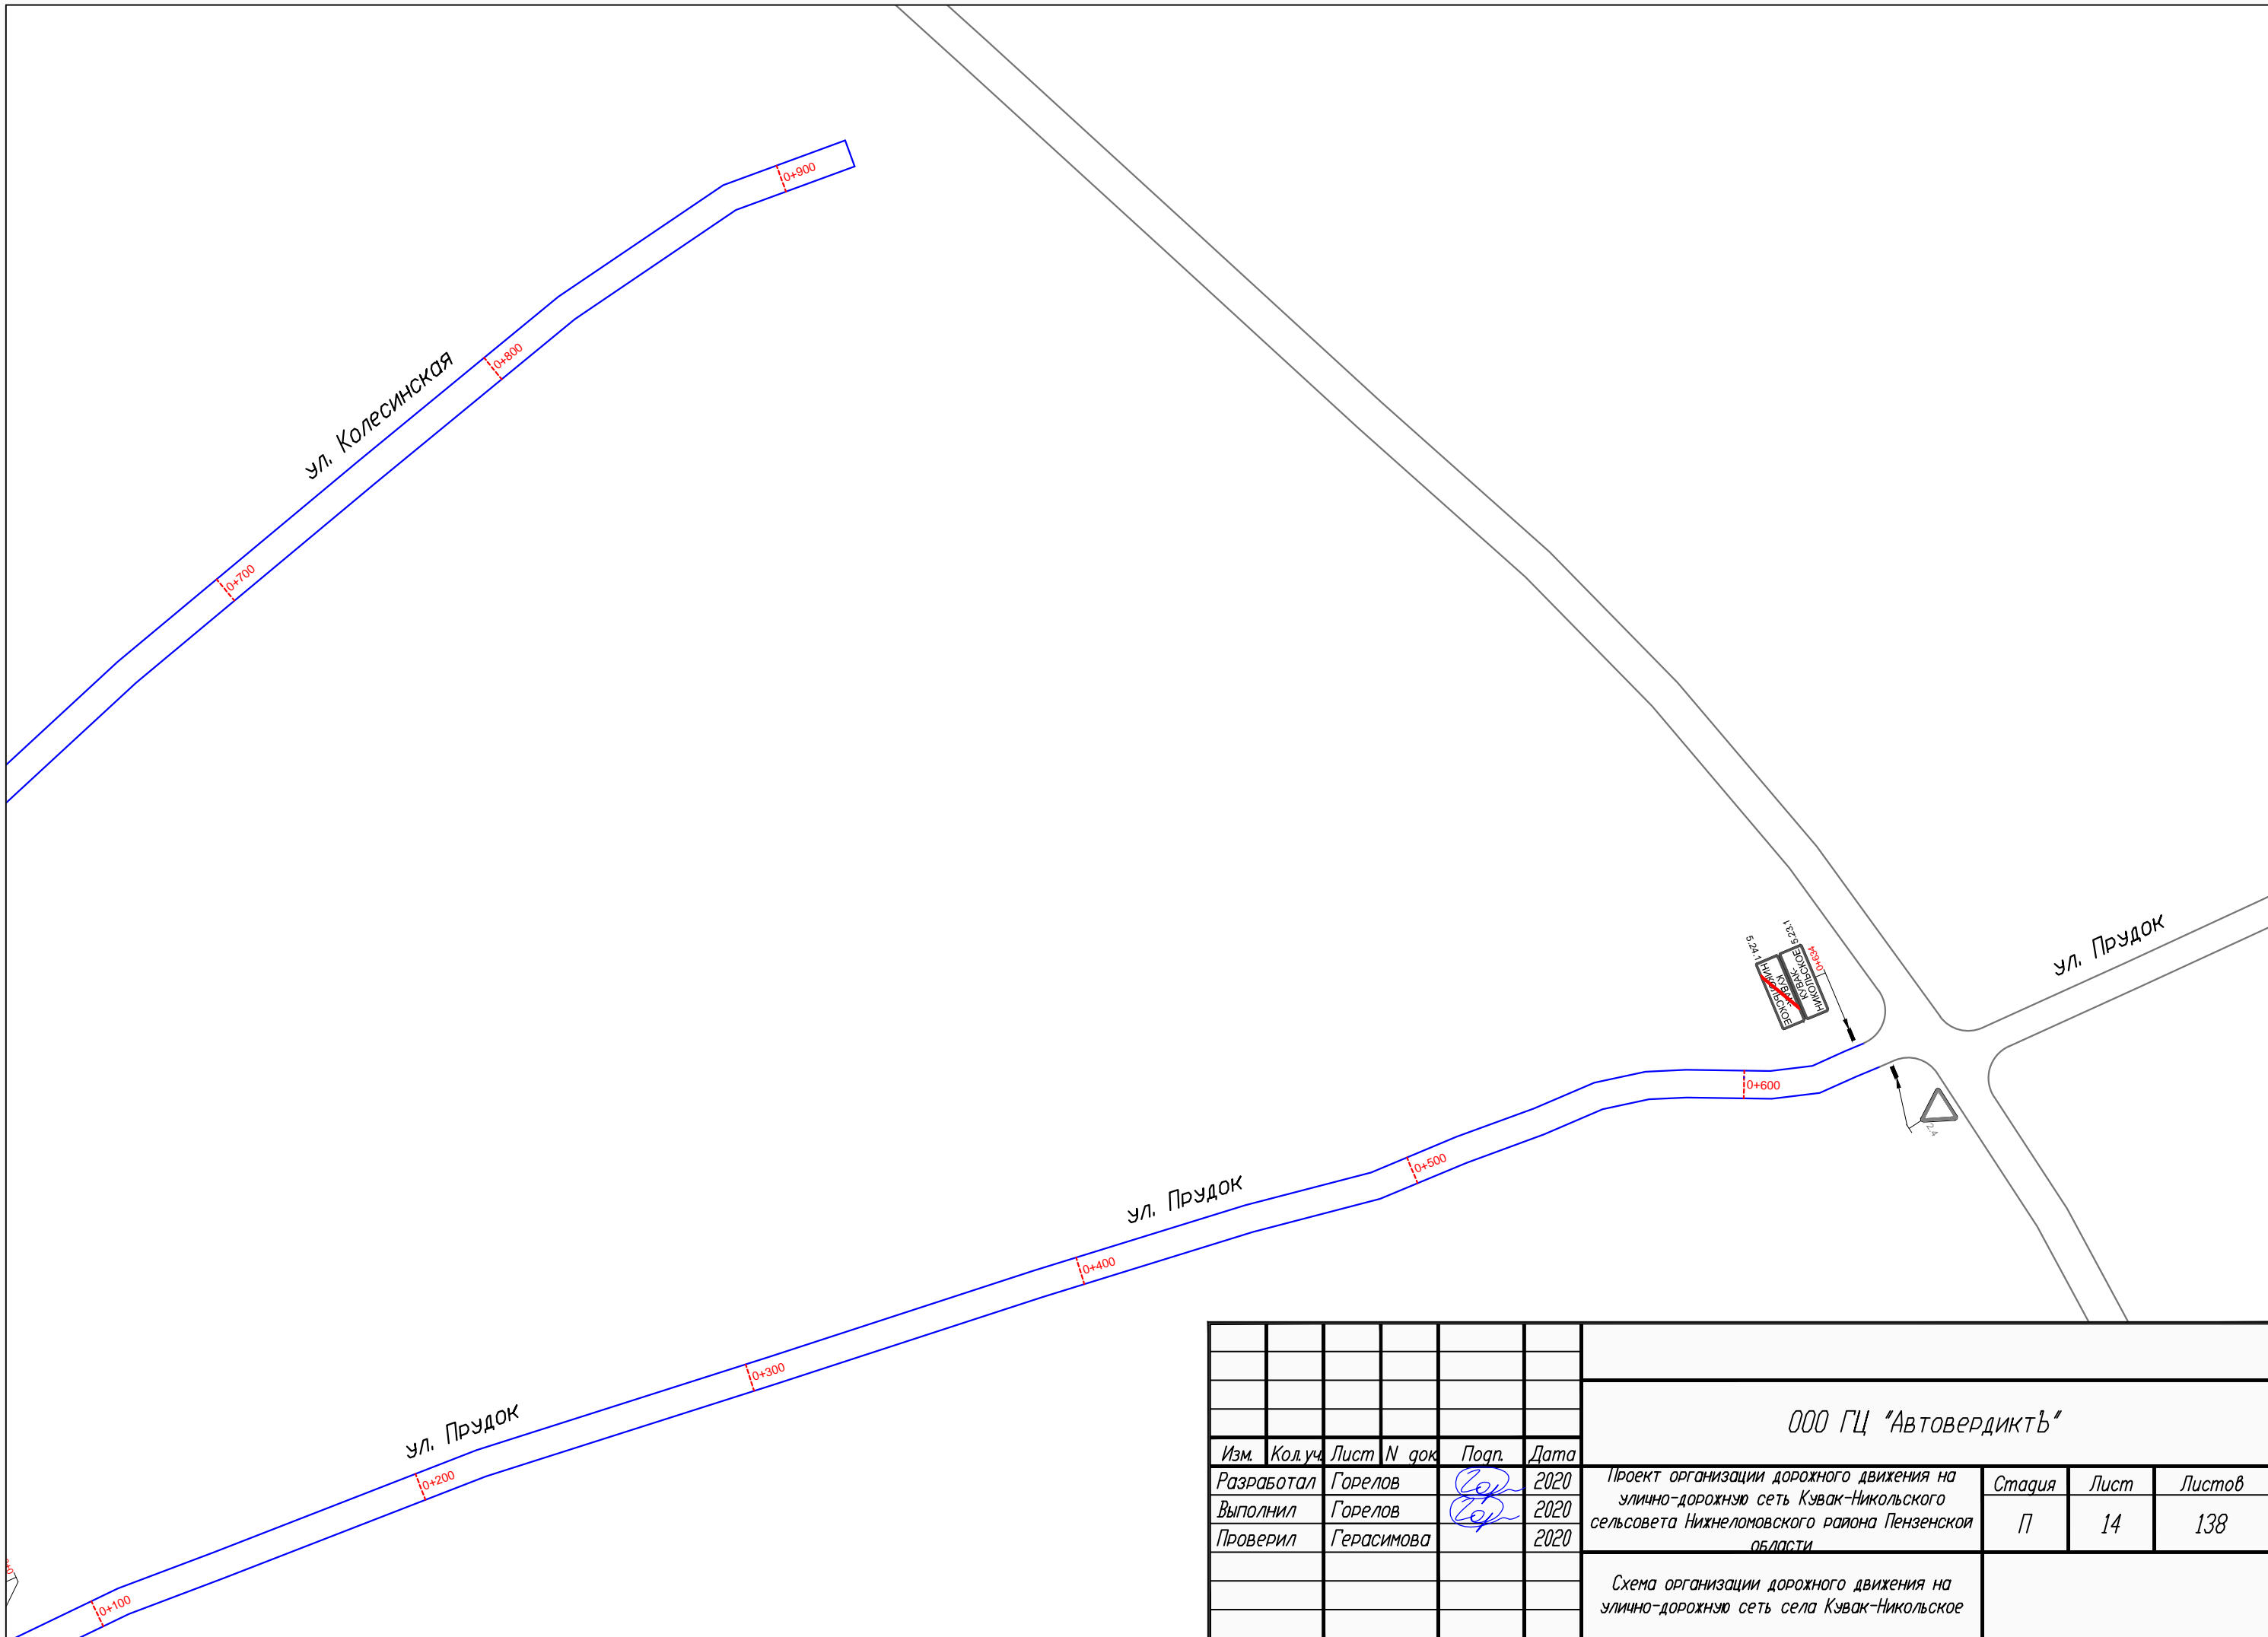 0+900
0+800
ул. Колесинская
0+700
ул. Прудок
5.23.1
5.24.1
0+634
КУВАК-
НИКОЛЬСКОЕ
КУВАК-
НИКОЛЬСКОЕ
0+600
2.4
0+500
ул. Прудок
0+400
0+300
ул. Прудок
0+200
0+100
ООО ГЦ "АвтовердиктЪ"
Изм. Кол.уч. Лист N док Подп. Дата
Разработал Горелов 2020
Выполнил Горелов 2020
Проверил Герасимова 2020
Проект организации дорожного движения на
улично-дорожную сеть Кувак-Никольского
сельсовета Нижнеломовского района Пензенской
области
Стадия Лист Листов
П 14 138
Схема организации дорожного движения на
улично-дорожную сеть села Кувак-Никольское